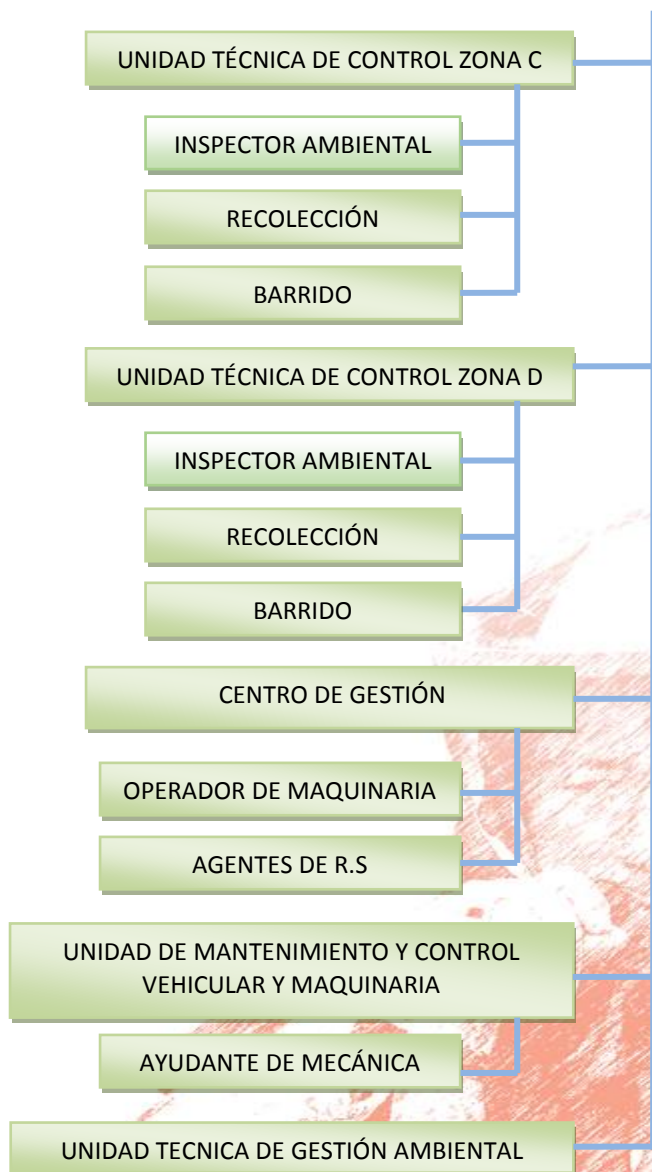 UNIDAD TÉCNICA DE CONTROL ZONA C
INSPECTOR AMBIENTAL
RECOLECCIÓN
BARRIDO
UNIDAD TÉCNICA DE CONTROL ZONA D
INSPECTOR AMBIENTAL
RECOLECCIÓN
BARRIDO
CENTRO DE GESTIÓN
OPERADOR DE MAQUINARIA
AGENTES DE R.S
UNIDAD DE MANTENIMIENTO Y CONTROL
VEHICULAR Y MAQUINARIA
AYUDANTE DE MECÁNICA
UNIDAD TECNICA DE GESTIÓN AMBIENTAL